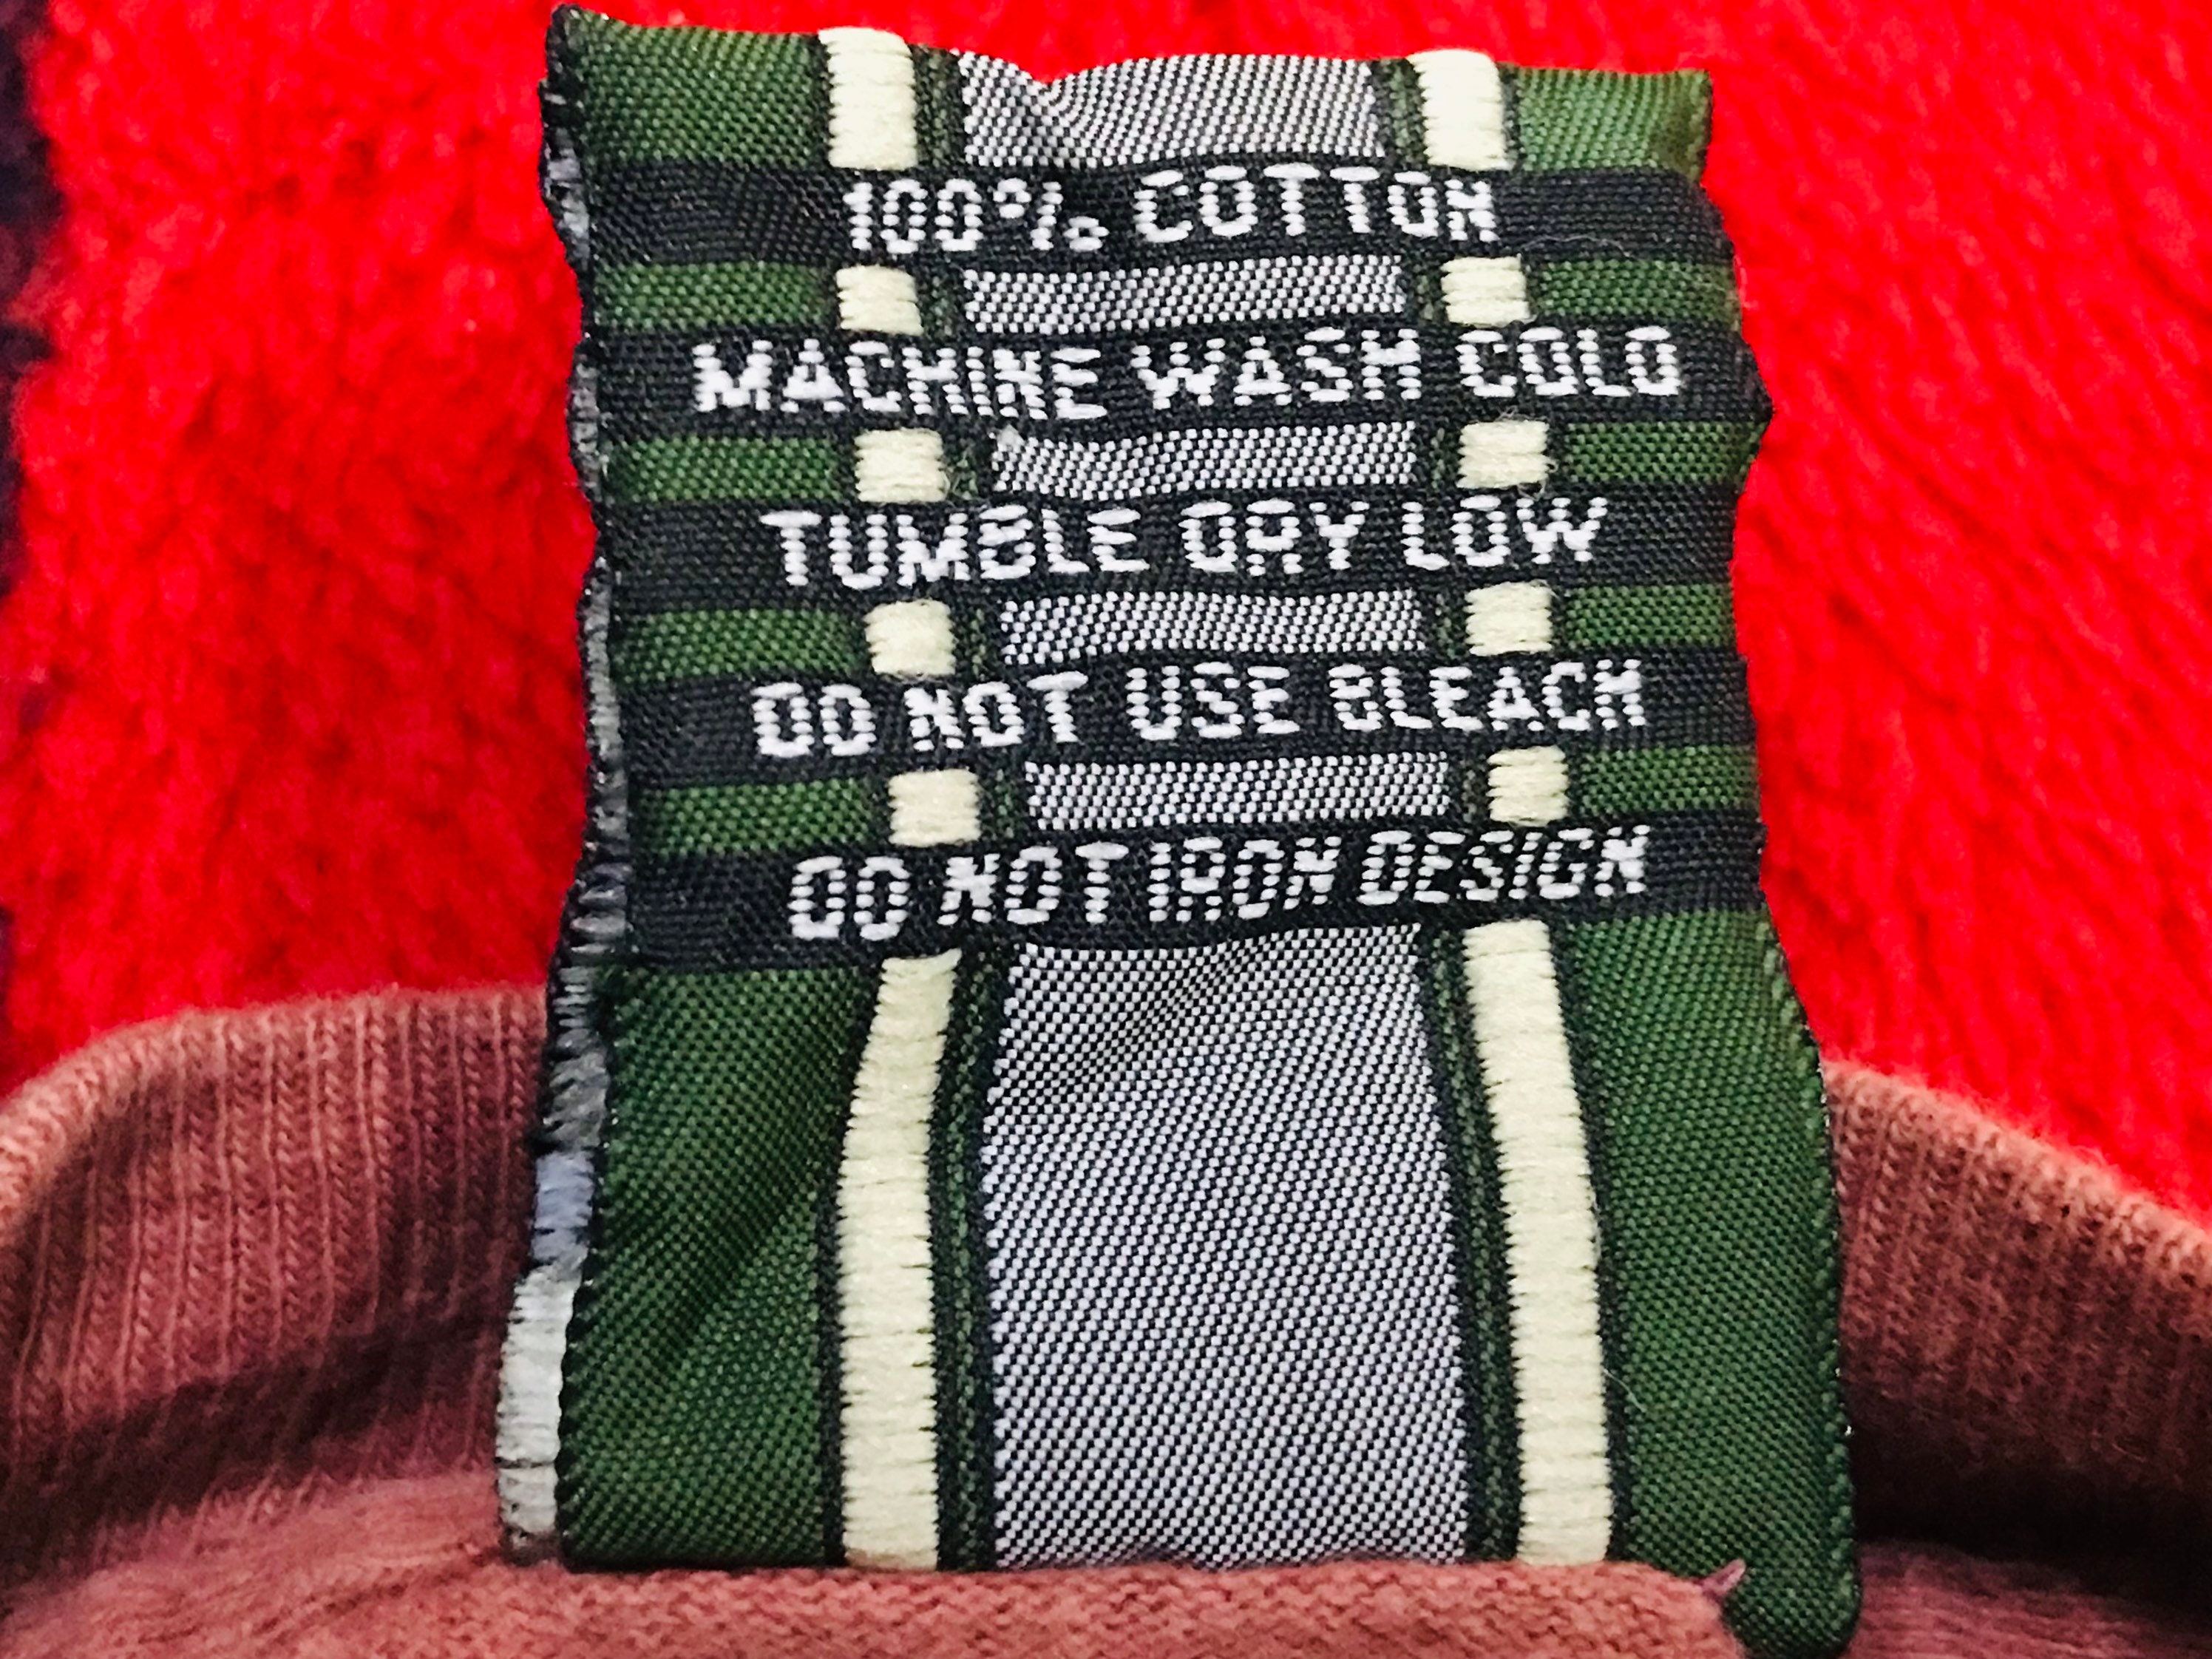 100% COTTON
MACHINE WASH COLD
TUMBLE DRY LOW
DO NOT USE BLEACH
DO NOT IRON DESIGN